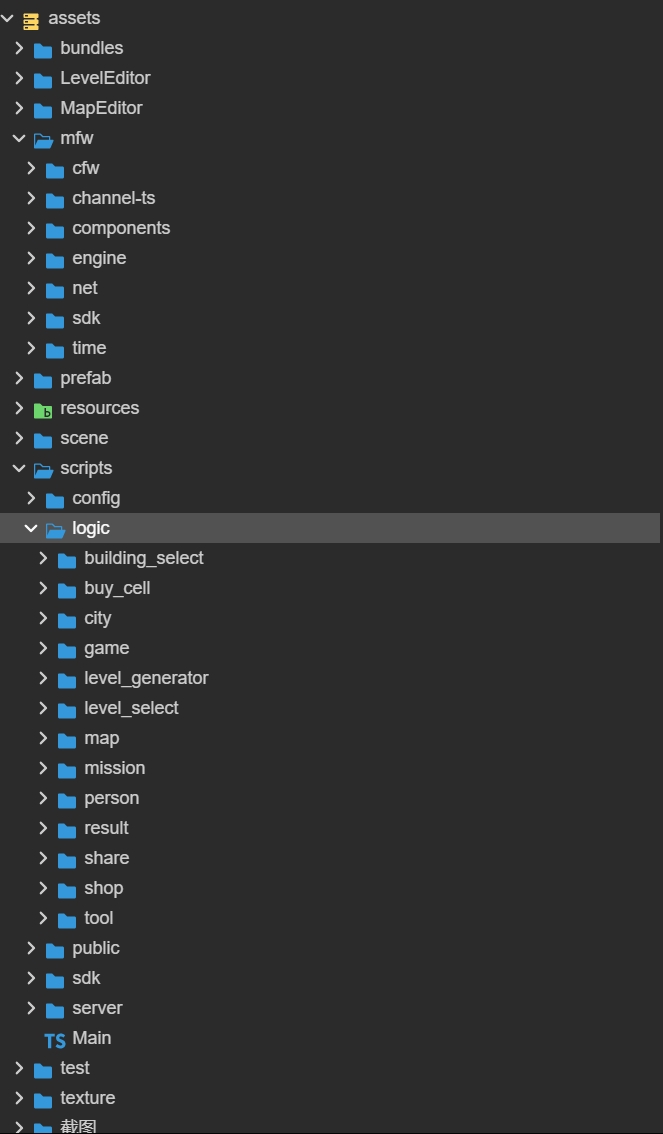 assets
bundles
LevelEditor
MapEditor
mfw
cfw
channel-ts
components
engine
net
sdk
time
prefab
resources
scene
scripts
config
logic
building_select
buy_cell
city
game
level_generator
level_select
map
mission
person
result
share
shop
tool
public
sdk
server
TS Main
test
texture
截图